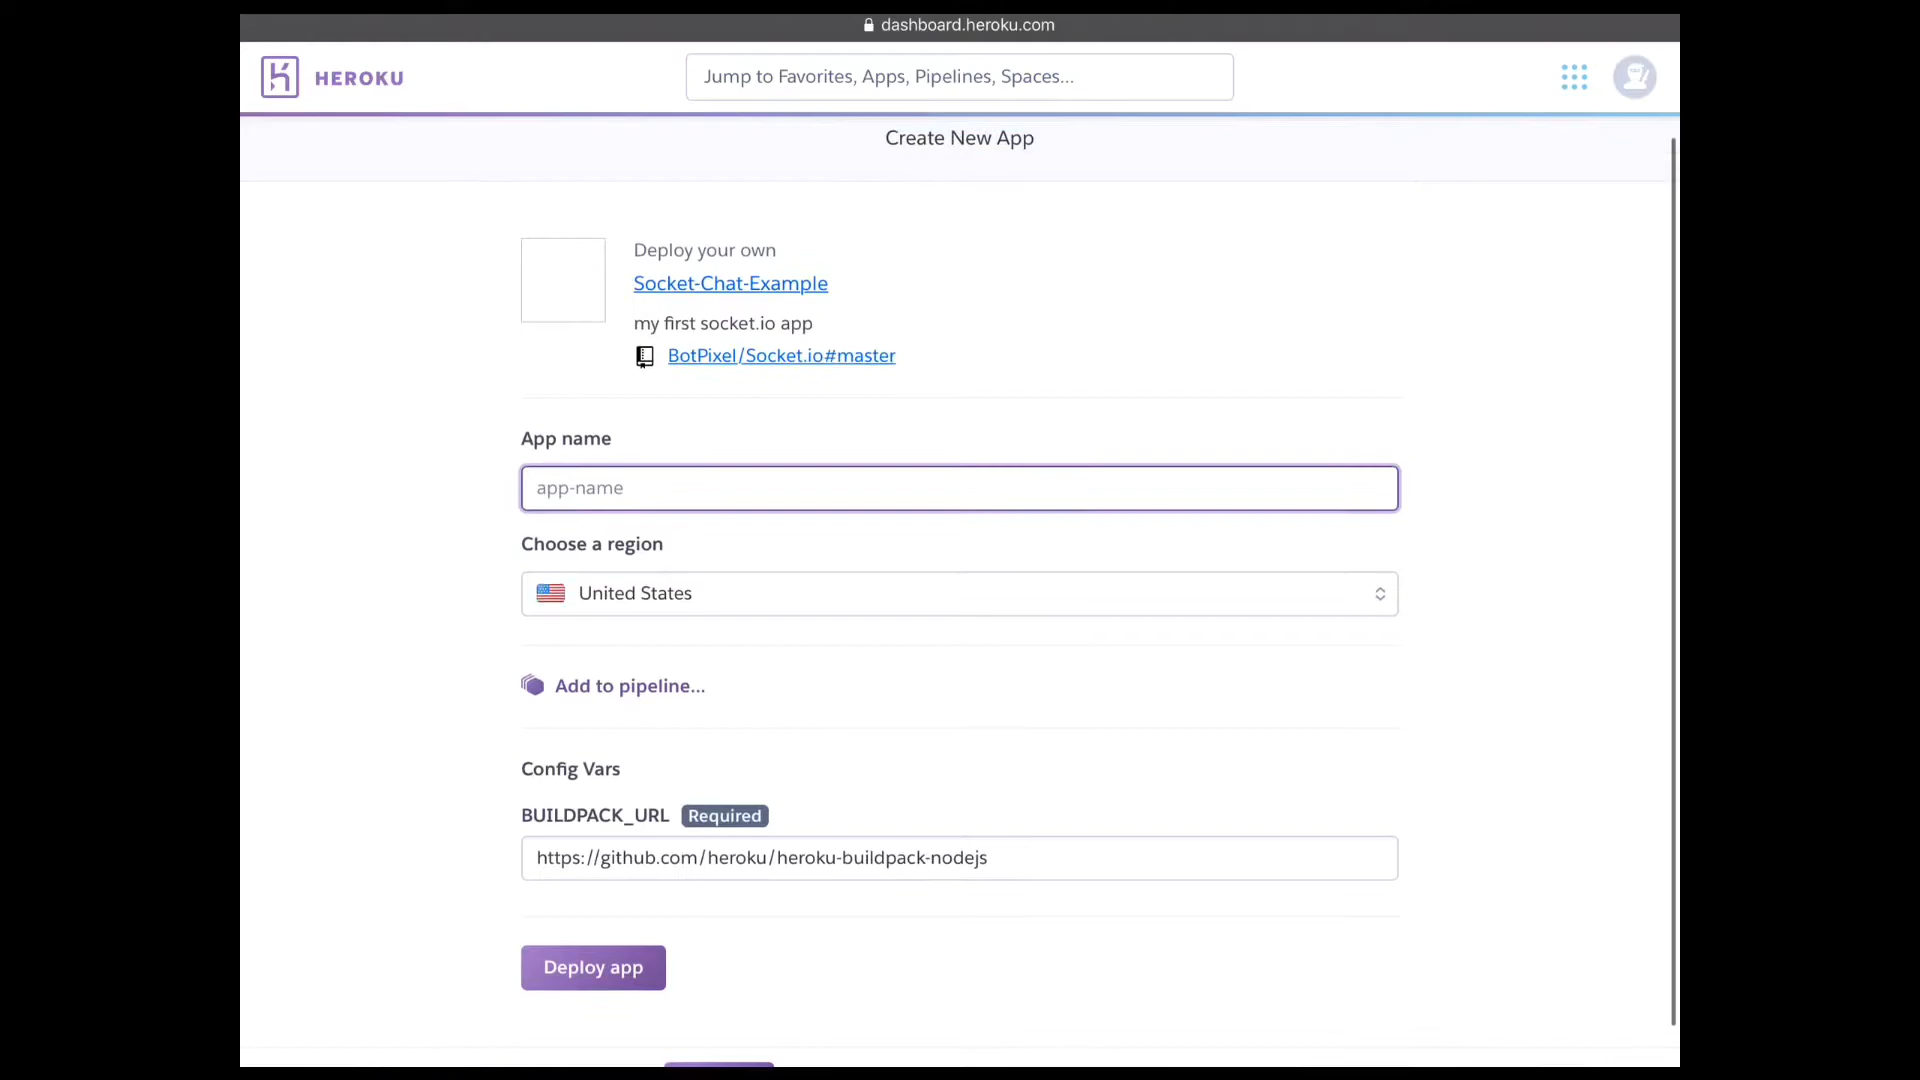 dashboard.heroku.com
HEROKU
Jump to Favorites, Apps, Pipelines, Spaces...
Create New App
Deploy your own
Socket-Chat-Example
my first socket.io app
BotPixel/Socket.io#master
App name
app-name
Choose a region
United States
Add to pipeline...
Config Vars
BUILDPACK_URL Required
https://github.com/heroku/heroku-buildpack-nodejs
Deploy app